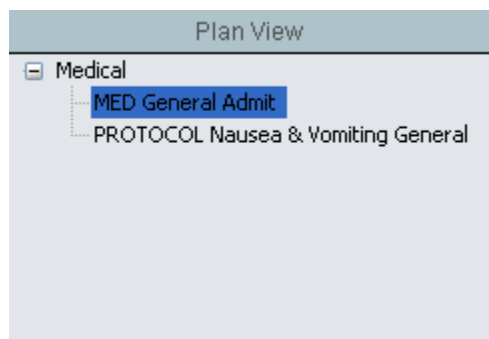 Plan View
Medical
MED General Admit
PROTOCOL Nausea & Vomiting General